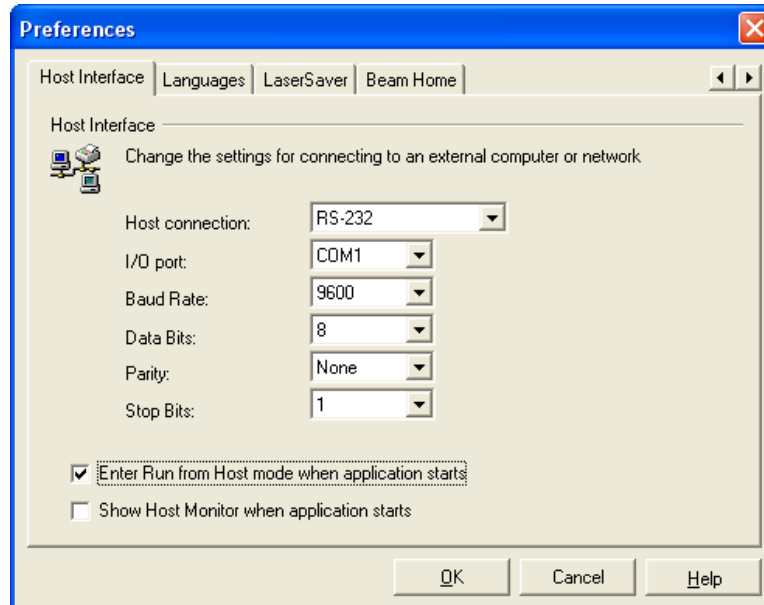 Preferences
Host Interface Languages LaserSaver Beam Home
Host Interface
Change the settings for connecting to an external computer or network
Host connection: RS-232
I/O port: COM1
Baud Rate: 9600
Data Bits: 8
Parity: None
Stop Bits: 1
Enter Run from Host mode when application starts
Show Host Monitor when application starts
OK Cancel Help